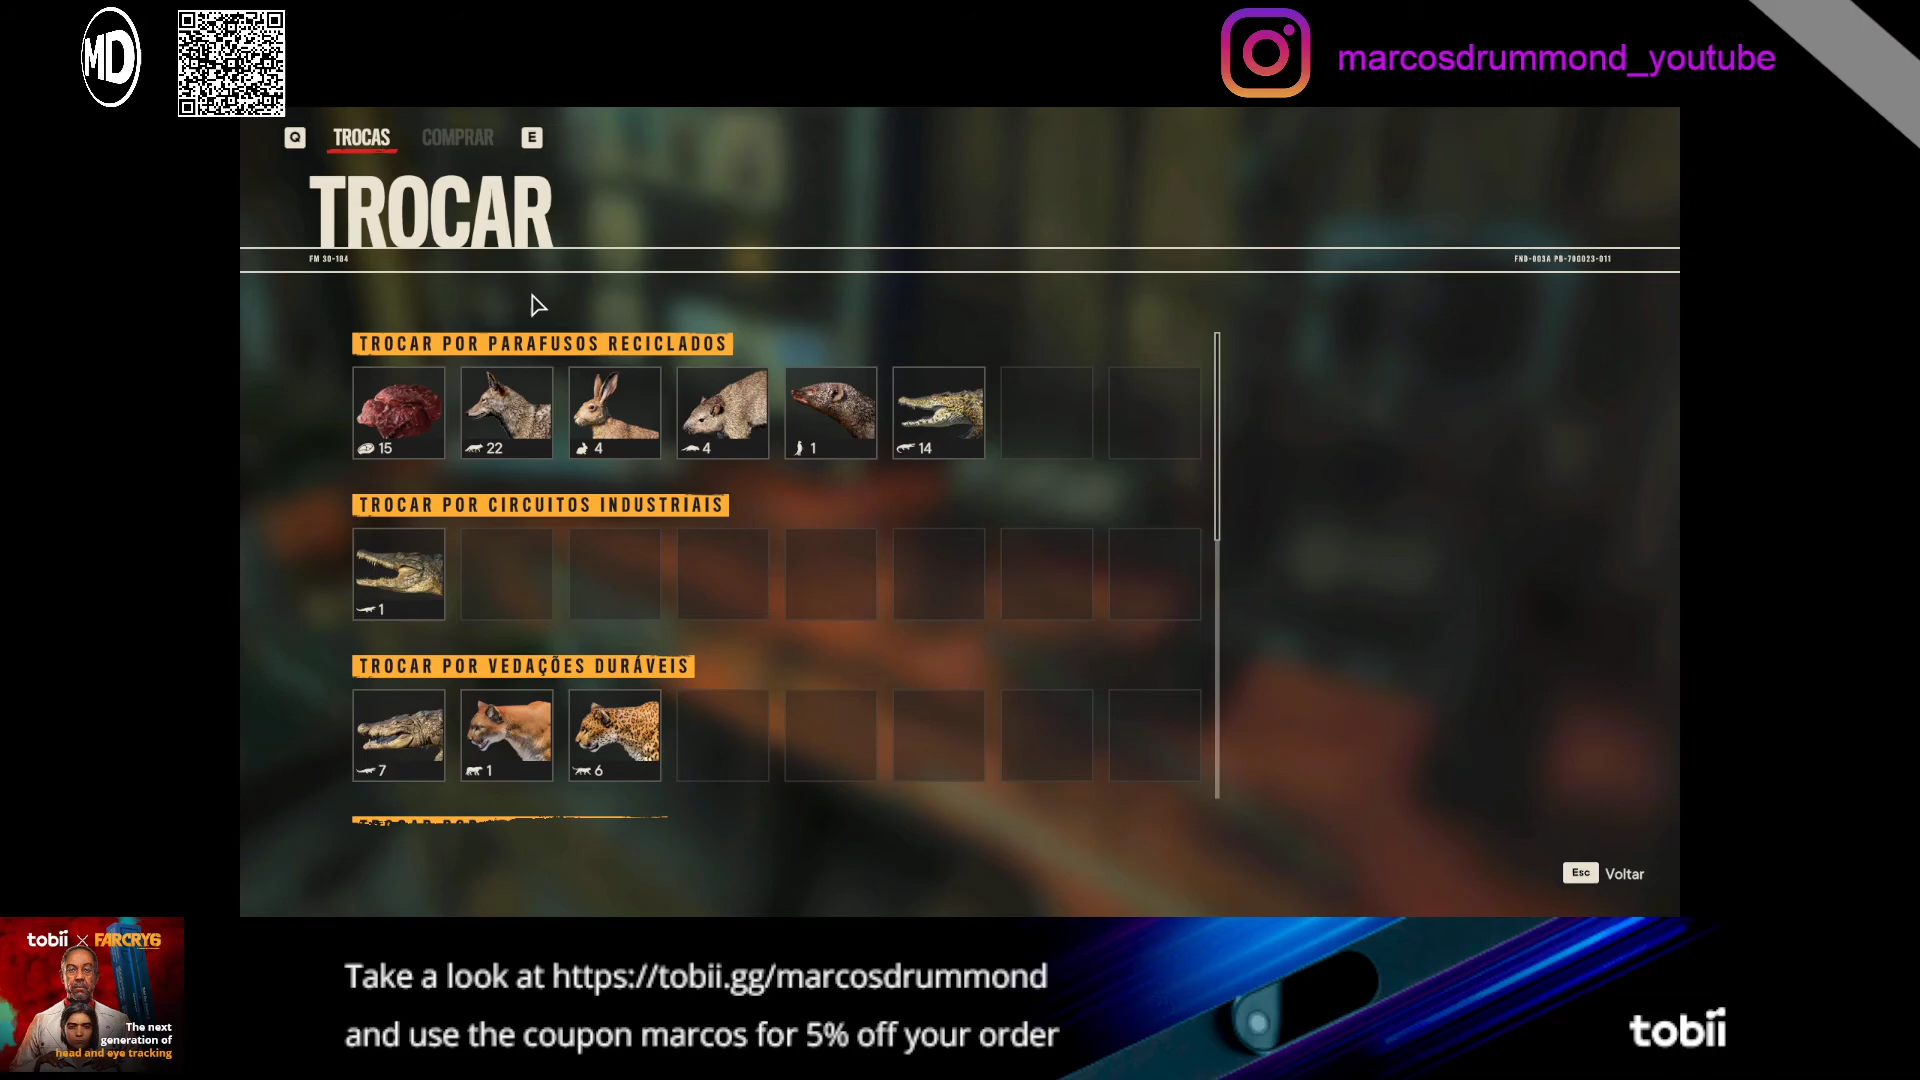 MD
marcosdrummond_youtube
Q TROCAS COMPRAR E
TROCAR
FM 30-184
FND-003A PB-700023-011
TROCAR POR PARAFUSOS RECICLADOS
15 22 4 4 1 14
TROCAR POR CIRCUITOS INDUSTRIAIS
1
TROCAR POR VEDAÇÕES DURÁVEIS
7 1 6
TROCAR POR
Esc Voltar
tobii X FARCRY6
The next
generation of
head and eye tracking
Take a look at https://tobii.gg/marcosdrummond
and use the coupon marcos for 5% off your order
tobii